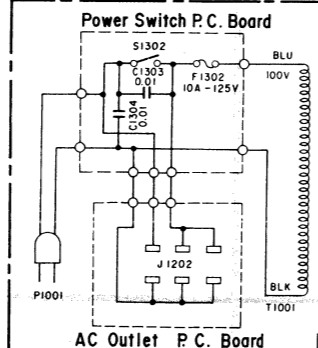 Power Switch P. C. Board
S1302
C1303
0.01
F1302
10A-125V
BLU
100V
C1304
0.01
J1202
P1001
BLK
T1001
AC Outlet P. C. Board